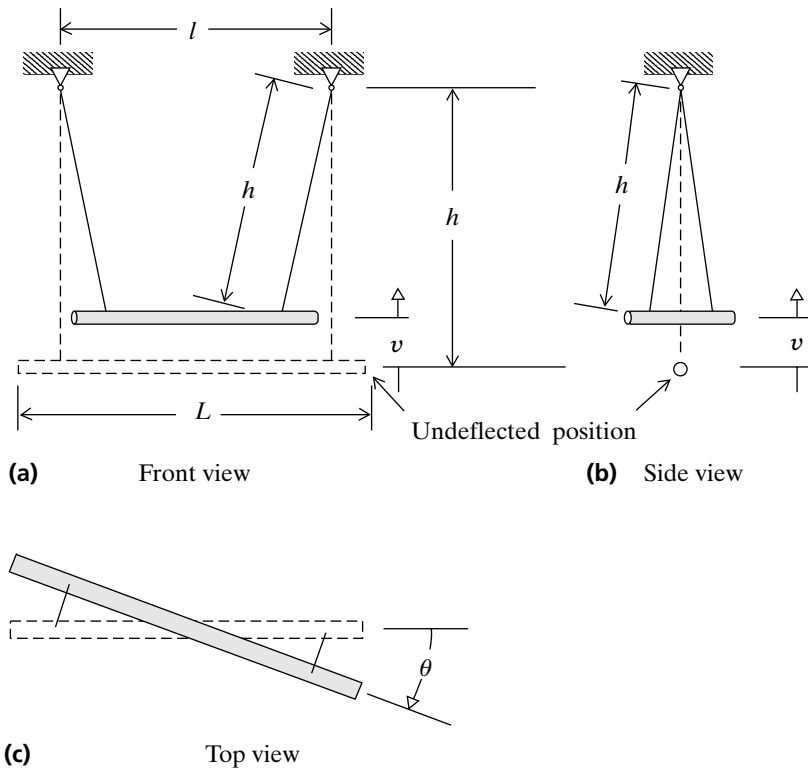 l
h
h
h
v
v
L
Undeflected position
(a) Front view
(b) Side view
θ
(c) Top view